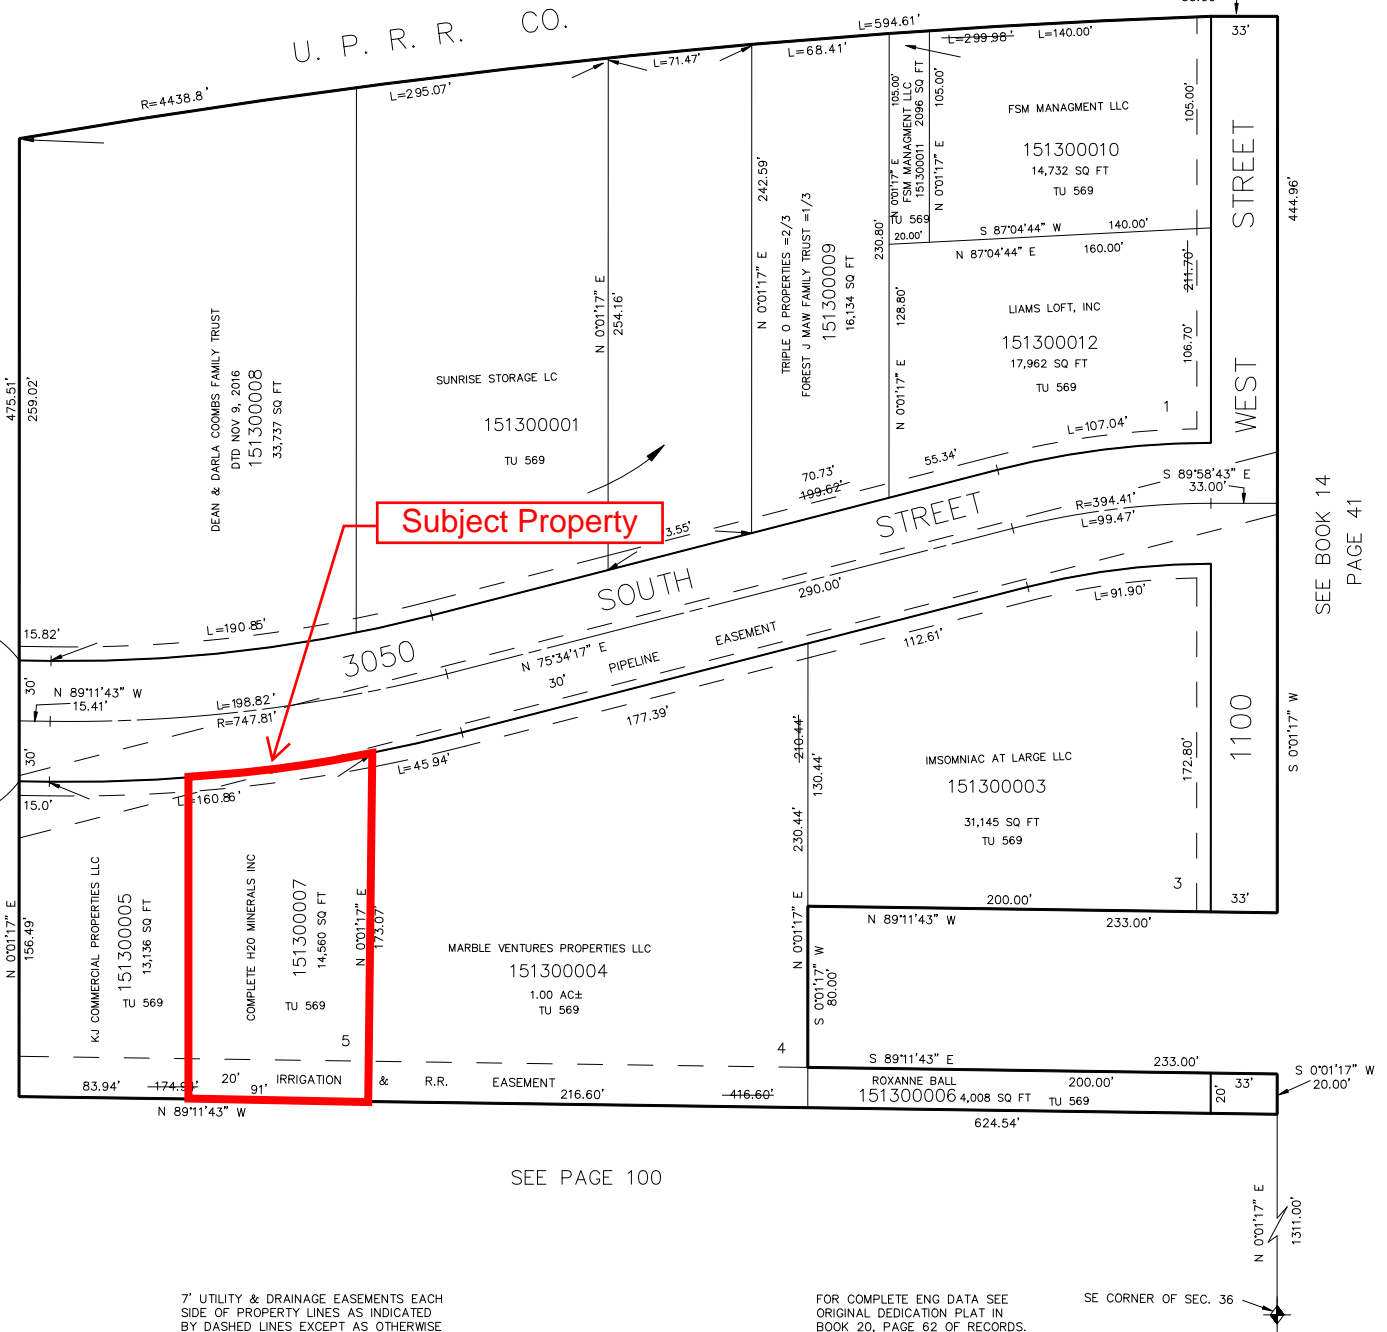 U. P. R. R. CO.
R=4438.8'
L=295.07'
L=71.47'
L=594.61'
L=68.41'
L=299.98'
L=140.00'
33'
STREET
WEST
1100
444.96'
105.00'
N 0°01'17" E
FSM MANAGMENT LLC
151300011 2096 SQ FT
TU 569
20.00'
105.00'
N 0°01'17" E
FSM MANAGMENT LLC
151300010
14,732 SQ FT
TU 569
105.00'
S 87°04'44" W 140.00'
N 87°04'44" E 160.00'
211.70'
106.70'
LIAMS LOFT, INC
151300012
17,962 SQ FT
TU 569
1
L=107.04'
230.80'
128.80'
N 0°01'17" E
242.59'
N 0°01'17" E
TRIPLE O PROPERTIES =2/3
FOREST J MAW FAMILY TRUST =1/3
151300009
16,134 SQ FT
N 0°01'17" E
254.16'
SUNRISE STORAGE LC
151300001
TU 569
DEAN & DARLA COOMBS FAMILY TRUST
DTD NOV 9, 2016
151300008
33,737 SQ FT
475.51'
259.02'
70.73'
199.62'
55.34'
3.55'
Subject Property
S 89°58'43" E
33.00'
R=394.41'
L=99.47'
SEE BOOK 14
PAGE 41
3050 SOUTH STREET
290.00'
N 75°34'17" E
30' PIPELINE EASEMENT
15.82'
L=190.85'
30'
N 89°11'43" W
15.41'
L=198.82'
R=747.81'
30'
15.0'
L=160.86'
L=45.94'
177.39'
112.61'
L=91.90'
210.44'
130.44'
230.44'
N 0°01'17" E
IMSOMNIAC AT LARGE LLC
151300003
31,145 SQ FT
TU 569
172.80'
S 0°01'17" W
3
33'
200.00'
N 89°11'43" W 233.00'
N 0°01'17" E
156.49'
KJ COMMERCIAL PROPERTIES LLC
151300005
13,136 SQ FT
TU 569
COMPLETE H20 MINERALS INC
151300007
14,560 SQ FT
TU 569
5
N 0°01'17" E
173.07'
MARBLE VENTURES PROPERTIES LLC
151300004
1.00 AC±
TU 569
4
S 0°01'17" W
80.00'
S 89°11'43" E 233.00'
83.94' 174.94' 20' IRRIGATION & R.R. EASEMENT
91'
216.60' 416.60'
N 89°11'43" W
ROXANNE BALL 200.00'
151300006 4,008 SQ FT TU 569
20'
33'
S 0°01'17" W
20.00'
624.54'
SEE PAGE 100
N 0°01'17" E
1311.00'
SE CORNER OF SEC. 36
7' UTILITY & DRAINAGE EASEMENTS EACH
SIDE OF PROPERTY LINES AS INDICATED
BY DASHED LINES EXCEPT AS OTHERWISE
FOR COMPLETE ENG DATA SEE
ORIGINAL DEDICATION PLAT IN
BOOK 20, PAGE 62 OF RECORDS.